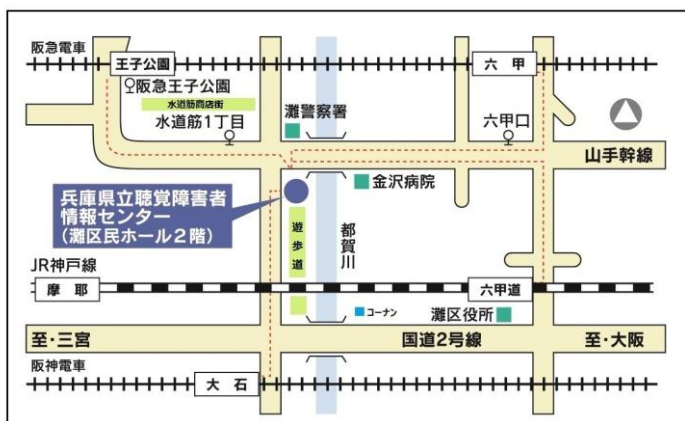 阪急電車
王子公園
六甲
阪急王子公園
水道筋商店街
水道筋1丁目
灘警察署
六甲口
山手幹線
金沢病院
兵庫県立聴覚障害者
情報センター
(灘区民ホール2階)
遊歩道
都賀川
JR神戸線
摩耶
六甲道
コーナン
灘区役所
至・三宮
国道2号線
至・大阪
阪神電車
大石